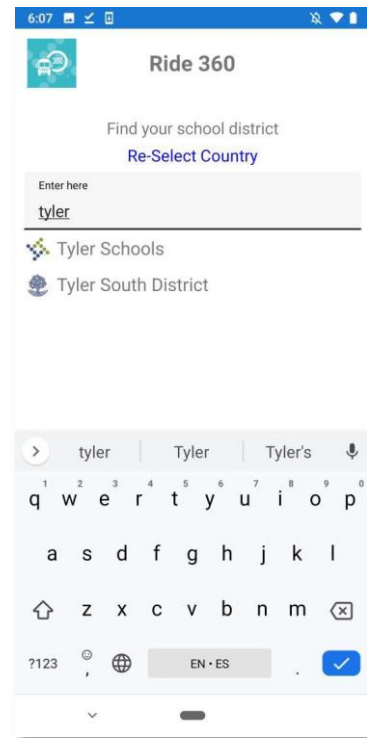 6:07
360
Ride 360
Find your school district
Re-Select Country
Enter here
tyler
Tyler Schools
Tyler South District
tyler Tyler Tyler's
1 2 3 4 5 6 7 8 9 0
q w e r t y u i o p
a s d f g h j k l
z x c v b n m
?123 , EN • ES .